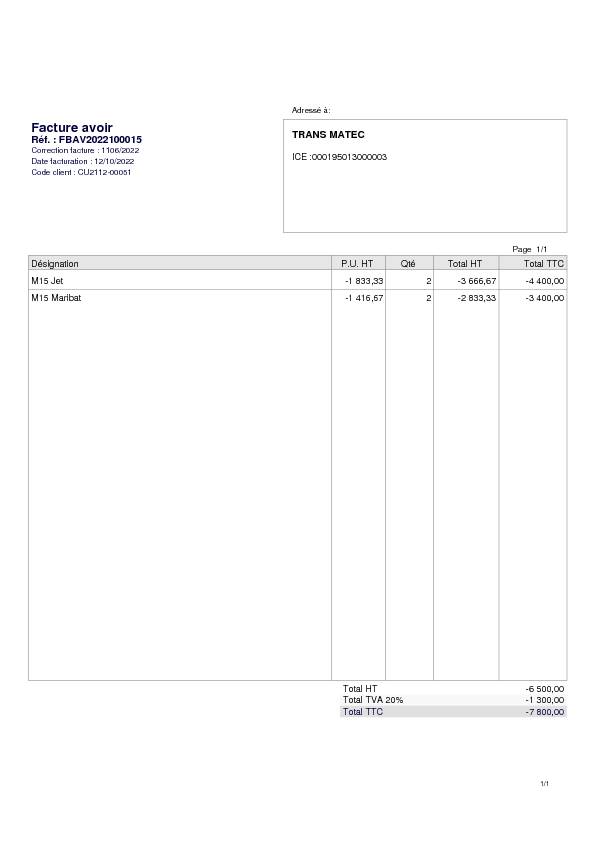 Adressé à:
Facture avoir
Réf. : FBAV2022100015
Correction facture : 1106/2022
Date facturation : 12/10/2022
Code client : CU2112-00051
TRANS MATEC
ICE :000195013000003
Page 1/1
Désignation P.U. HT Qté Total HT Total TTC
M15 Jet -1 833,33 2 -3 666,67 -4 400,00
M15 Maribat -1 416,67 2 -2 833,33 -3 400,00
Total HT -6 500,00
Total TVA 20% -1 300,00
Total TTC -7 800,00
1/1